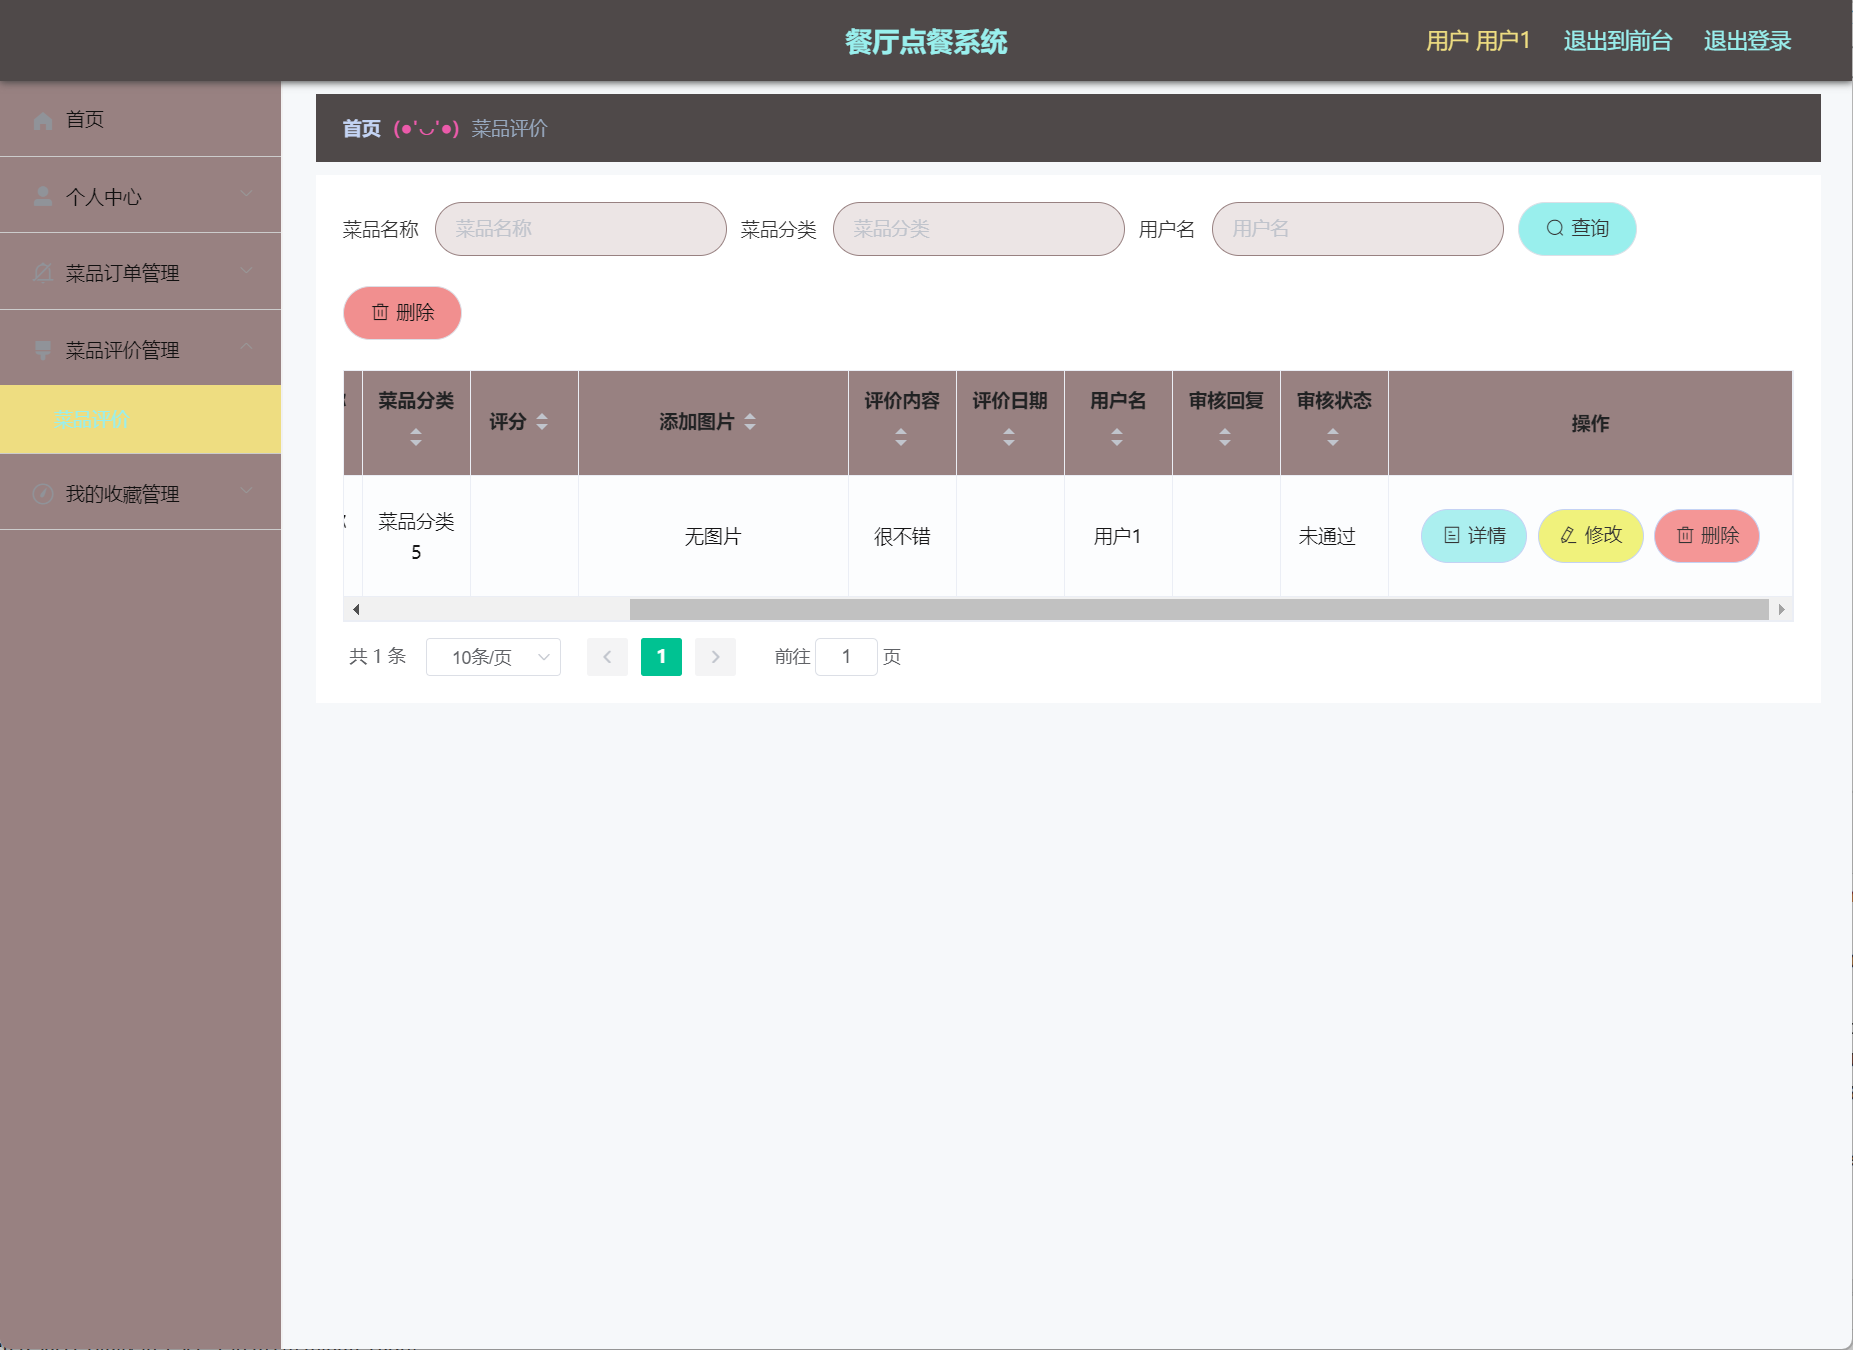 餐厅点餐系统
用户 用户1 退出到前台 退出登录
首页
个人中心
菜品订单管理
菜品评价管理
菜品评价
我的收藏管理
首页 (●'◡'●) 菜品评价
菜品名称 菜品名称 菜品分类 菜品分类 用户名 用户名 查询
删除
菜品分类 评分 添加图片 评价内容 评价日期 用户名 审核回复 审核状态 操作
菜品分类5 无图片 很不错 用户1 未通过 详情 修改 删除
共 1 条 10条/页 1 前往 1 页